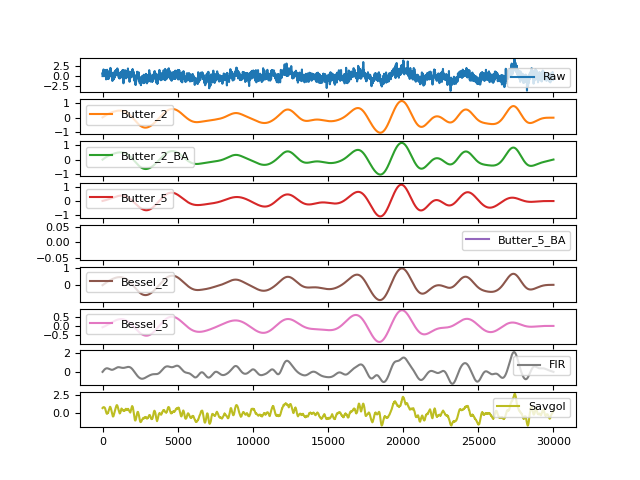 2.5
0.0
−2.5
Raw
1
0
−1
Butter_2
1
0
−1
Butter_2_BA
1
0
−1
Butter_5
0.05
0.00
−0.05
Butter_5_BA
1
0
Bessel_2
0.5
0.0
−0.5
Bessel_5
2
0
FIR
2.5
0.0
Savgol
0 5000 10000 15000 20000 25000 30000